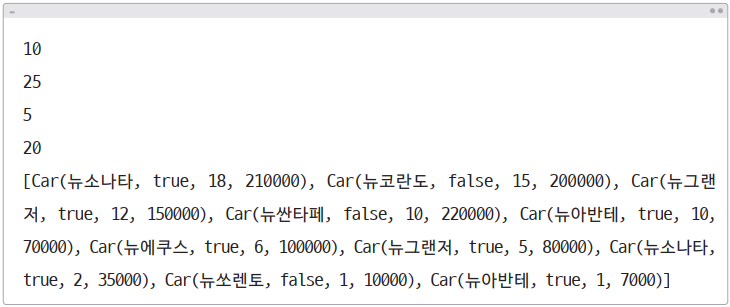 10
25
5
20
[Car(뉴소나타, true, 18, 210000), Car(뉴코란도, false, 15, 200000), Car(뉴그랜
저, true, 12, 150000), Car(뉴싼타페, false, 10, 220000), Car(뉴아반테, true, 10,
70000), Car(뉴에쿠스, true, 6, 100000), Car(뉴그랜저, true, 5, 80000), Car(뉴소나타,
true, 2, 35000), Car(뉴쏘렌토, false, 1, 10000), Car(뉴아반테, true, 1, 7000)]